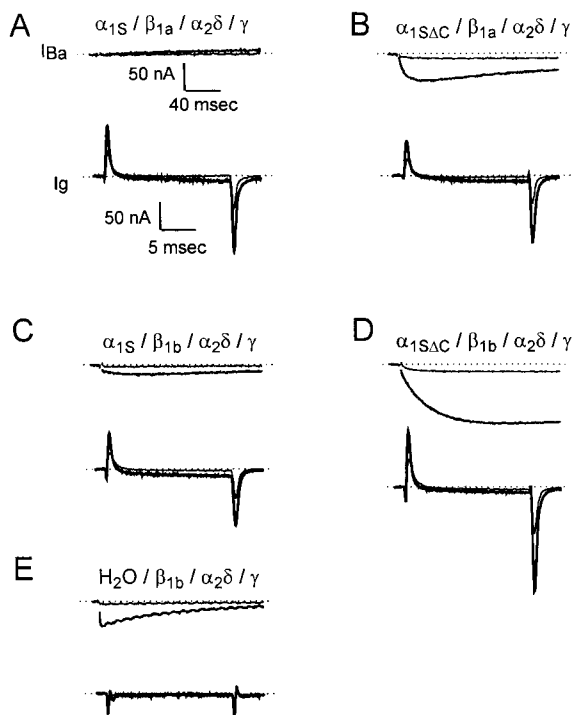 A
α1S / β1a / α2δ / γ
IBa
50 nA
40 msec
Ig
50 nA
5 msec
B
α1SΔC / β1a / α2δ / γ
C
α1S / β1b / α2δ / γ
D
α1SΔC / β1b / α2δ / γ
E
H2O / β1b / α2δ / γ